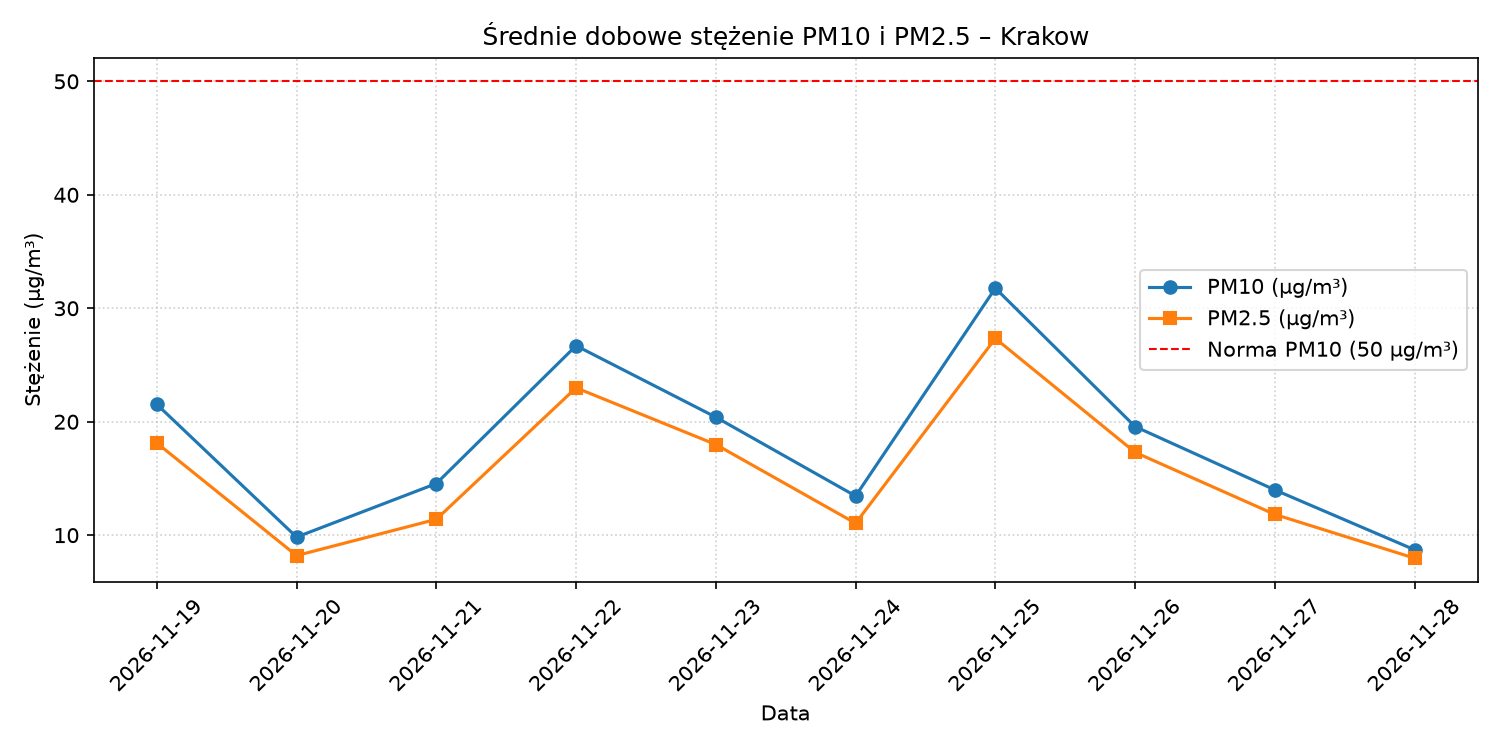 Średnie dobowe stężenie PM10 i PM2.5 – Krakow
Stężenie (µg/m³)
50
40
30
20
10
PM10 (µg/m³)
PM2.5 (µg/m³)
Norma PM10 (50 µg/m³)
2026-11-19
2026-11-20
2026-11-21
2026-11-22
2026-11-23
2026-11-24
2026-11-25
2026-11-26
2026-11-27
2026-11-28
Data